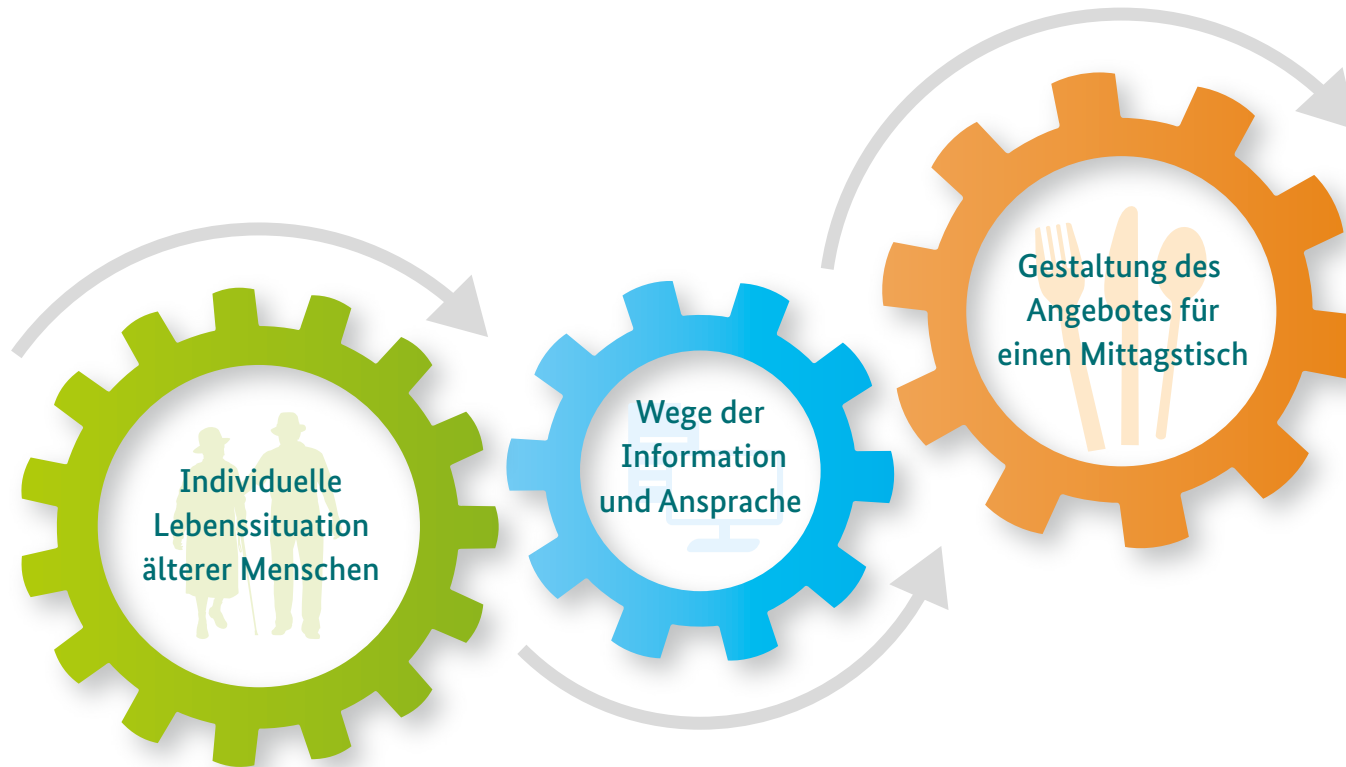 Individuelle
Lebenssituation
älterer Menschen
Wege der
Information
und Ansprache
Gestaltung des
Angebotes für
einen Mittagstisch